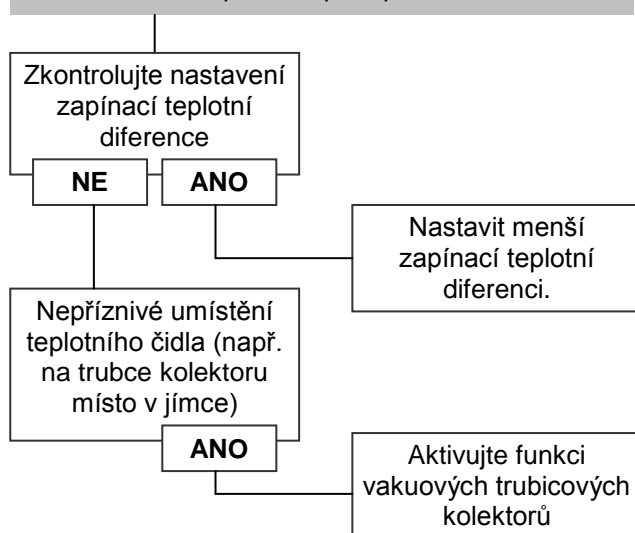 Zkontrolujte nastavení
zapínací teplotní
diference
NE
ANO
Nastavit menší
zapínací teplotní
diferenci.
Nepříznivé umístění
teplotního čidla (např.
na trubce kolektoru
místo v jímce)
ANO
Aktivujte funkci
vakuových trubicových
kolektorů